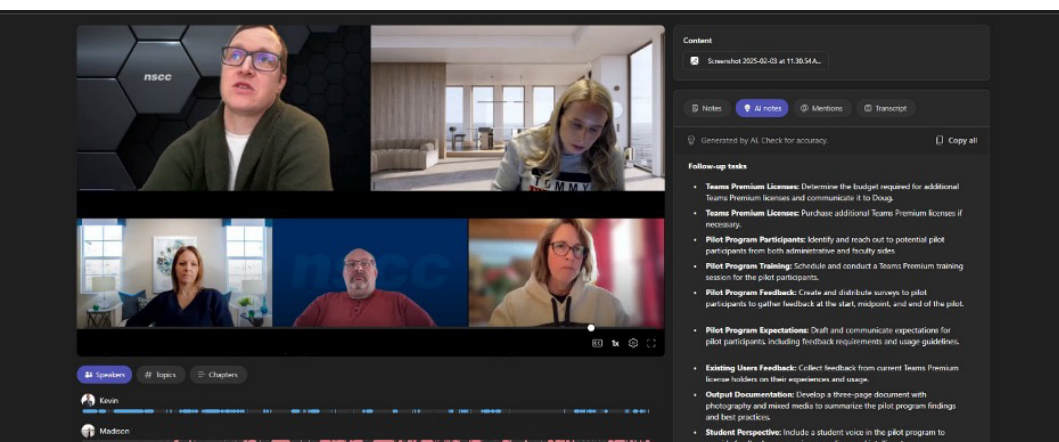 nscc
TOMMY
nscc
1x
Speakers
# Topics
Chapters
Kevin
Madison
Content
Screenshot 2025-02-03 at 11.30.54 A...
Notes
AI notes
Mentions
Transcript
Generated by AI. Check for accuracy.
Copy all
Follow-up tasks
• Teams Premium Licenses: Determine the budget required for additional
Teams Premium licenses and communicate it to Doug.
• Teams Premium Licenses: Purchase additional Teams Premium licenses if
necessary.
• Pilot Program Participants: Identify and reach out to potential pilot
participants from both administrative and faculty sides
• Pilot Program Training: Schedule and conduct a Teams Premium training
session for the pilot participants.
• Pilot Program Feedback: Create and distribute surveys to pilot
participants to gather feedback at the start, midpoint, and end of the pilot.
• Pilot Program Expectations: Draft and communicate expectations for
pilot participants, including feedback requirements and usage guidelines.
• Existing Users Feedback: Collect feedback from current Teams Premium
license holders on their experiences and usage.
• Output Documentation: Develop a three-page document with
photography and mixed media to summarize the pilot program findings
and best practices.
• Student Perspective: Include a student voice in the pilot program to